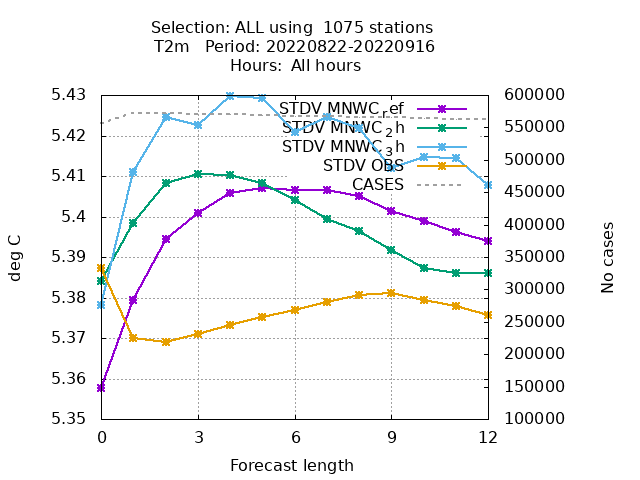 Selection: ALL using  1075 stations
T2m   Period: 20220822-20220916
Hours:  All hours
STDV MNWC_ref
STDV MNWC_2h
STDV MNWC_3h
STDV OBS
CASES
5.43
5.42
5.41
5.4
5.39
5.38
5.37
5.36
5.35
600000
550000
500000
450000
400000
350000
300000
250000
200000
150000
100000
deg C
No cases
0 3 6 9 12
Forecast length